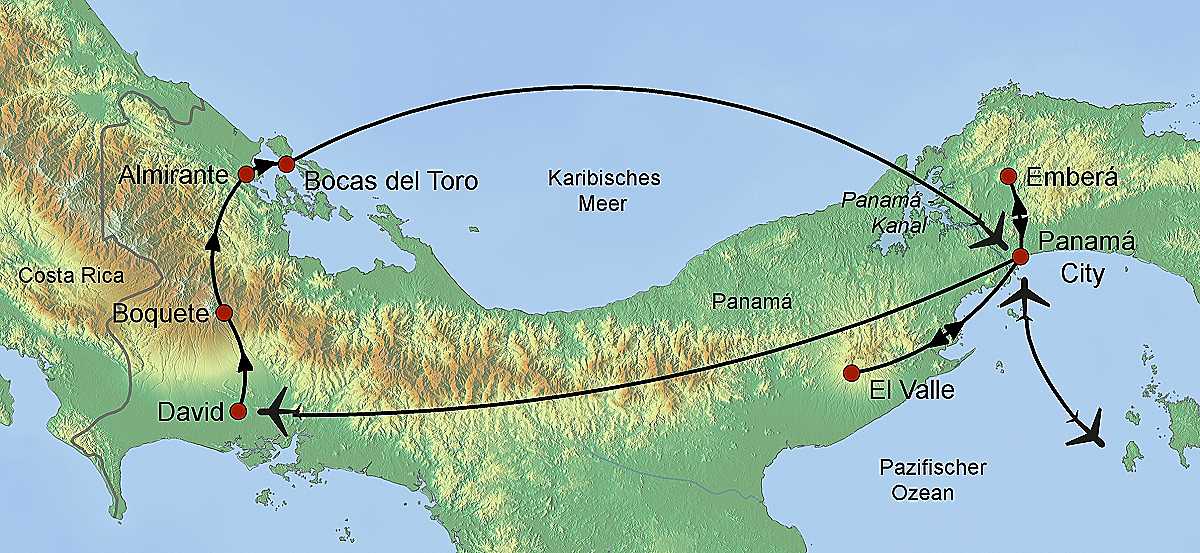 Almirante
Bocas del Toro
Karibisches
Meer
Emberá
Panamá
Kanal
Panamá
City
Costa Rica
Panamá
Boquete
El Valle
David
Pazifischer
Ozean